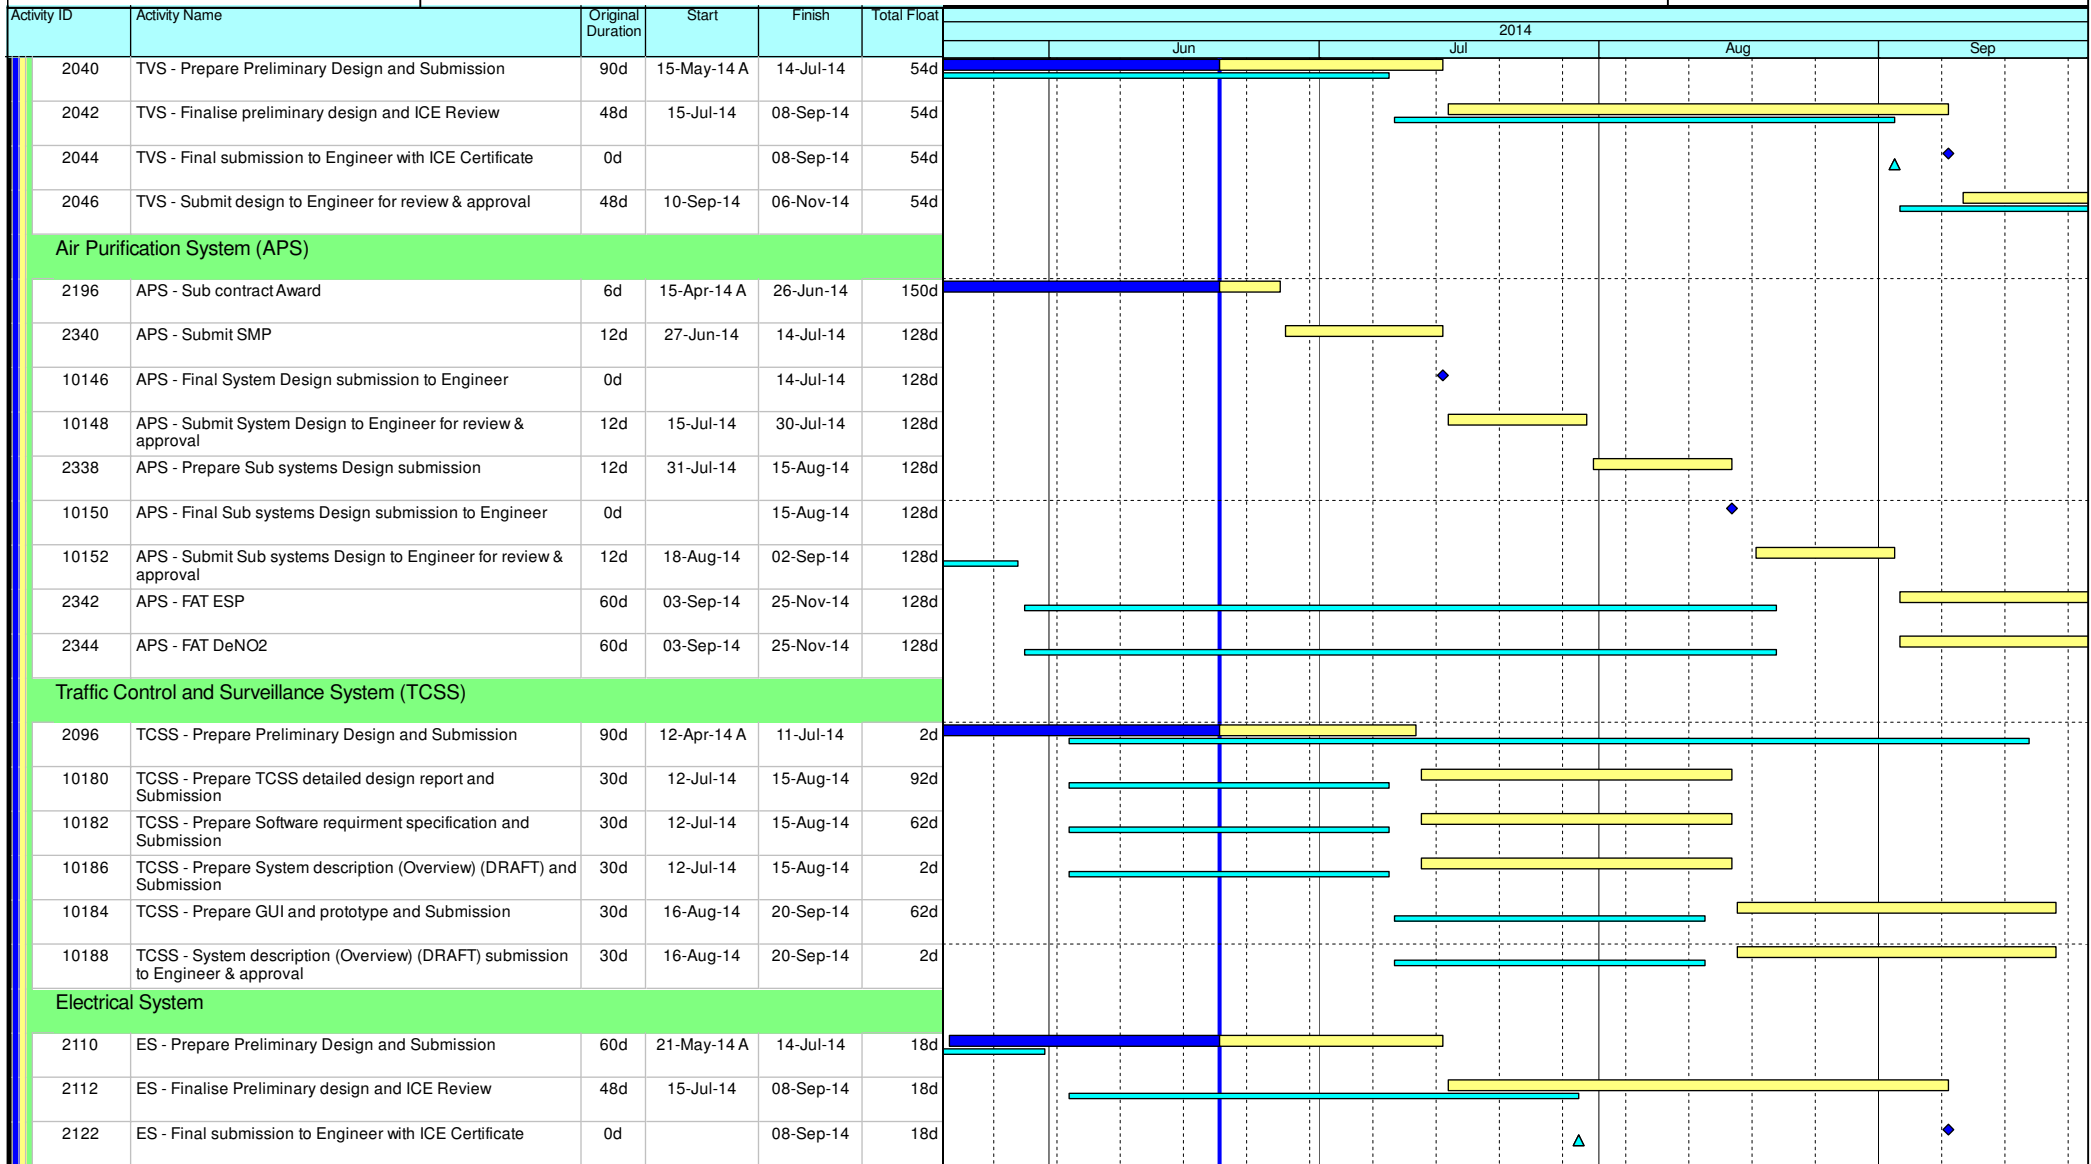 Activity ID Activity Name Original Duration Start Finish Total Float
2014
Jun Jul Aug Sep
2040 TVS - Prepare Preliminary Design and Submission 90d 15-May-14 A 14-Jul-14 54d
2042 TVS - Finalise preliminary design and ICE Review 48d 15-Jul-14 08-Sep-14 54d
2044 TVS - Final submission to Engineer with ICE Certificate 0d 08-Sep-14 54d
2046 TVS - Submit design to Engineer for review & approval 48d 10-Sep-14 06-Nov-14 54d
Air Purification System (APS)
2196 APS - Sub contract Award 6d 15-Apr-14 A 26-Jun-14 150d
2340 APS - Submit SMP 12d 27-Jun-14 14-Jul-14 128d
10146 APS - Final System Design submission to Engineer 0d 14-Jul-14 128d
10148 APS - Submit System Design to Engineer for review & 12d 15-Jul-14 30-Jul-14 128d
approval
2338 APS - Prepare Sub systems Design submission 12d 31-Jul-14 15-Aug-14 128d
10150 APS - Final Sub systems Design submission to Engineer 0d 15-Aug-14 128d
10152 APS - Submit Sub systems Design to Engineer for review & 12d 18-Aug-14 02-Sep-14 128d
approval
2342 APS - FAT ESP 60d 03-Sep-14 25-Nov-14 128d
2344 APS - FAT DeNO2 60d 03-Sep-14 25-Nov-14 128d
Traffic Control and Surveillance System (TCSS)
2096 TCSS - Prepare Preliminary Design and Submission 90d 12-Apr-14 A 11-Jul-14 2d
10180 TCSS - Prepare TCSS detailed design report and 30d 12-Jul-14 15-Aug-14 92d
Submission
10182 TCSS - Prepare Software requirment specification and 30d 12-Jul-14 15-Aug-14 62d
Submission
10186 TCSS - Prepare System description (Overview) (DRAFT) and 30d 12-Jul-14 15-Aug-14 2d
Submission
10184 TCSS - Prepare GUI and prototype and Submission 30d 16-Aug-14 20-Sep-14 62d
10188 TCSS - System description (Overview) (DRAFT) submission 30d 16-Aug-14 20-Sep-14 2d
to Engineer & approval
Electrical System
2110 ES - Prepare Preliminary Design and Submission 60d 21-May-14 A 14-Jul-14 18d
2112 ES - Finalise Preliminary design and ICE Review 48d 15-Jul-14 08-Sep-14 18d
2122 ES - Final submission to Engineer with ICE Certificate 0d 08-Sep-14 18d